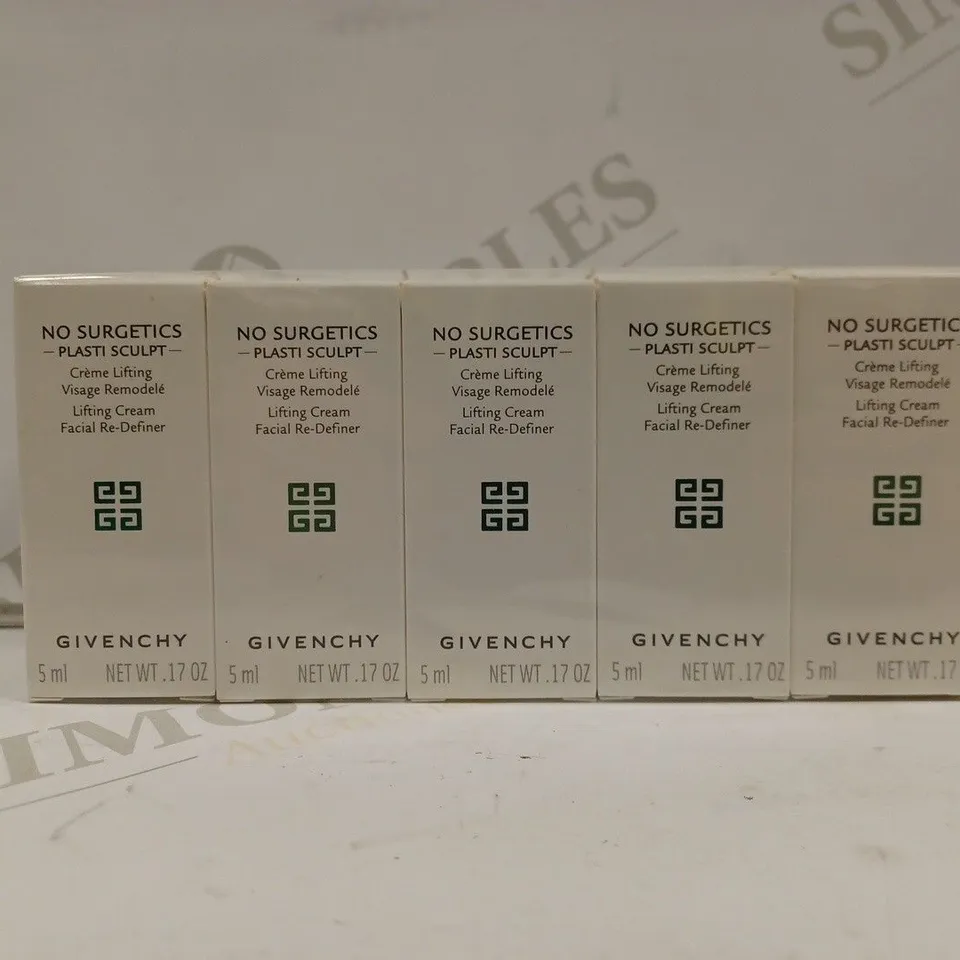 NO SURGETICS
— PLASTI SCULPT —
Crème Lifting
Visage Remodelé
Lifting Cream
Facial Re-Definer
GIVENCHY
5 ml NET WT. .17 OZ
NO SURGETICS
— PLASTI SCULPT —
Crème Lifting
Visage Remodelé
Lifting Cream
Facial Re-Definer
GIVENCHY
5 ml NET WT. .17 OZ
NO SURGETICS
— PLASTI SCULPT —
Crème Lifting
Visage Remodelé
Lifting Cream
Facial Re-Definer
GIVENCHY
5 ml NET WT. .17 OZ
NO SURGETICS
— PLASTI SCULPT —
Crème Lifting
Visage Remodelé
Lifting Cream
Facial Re-Definer
GIVENCHY
5 ml NET WT. .17 OZ
NO SURGETIC
— PLASTI SCULPT —
Crème Lifting
Visage Remodelé
Lifting Cream
Facial Re-Definer
GIVENCHY
5 ml NET WT. .17